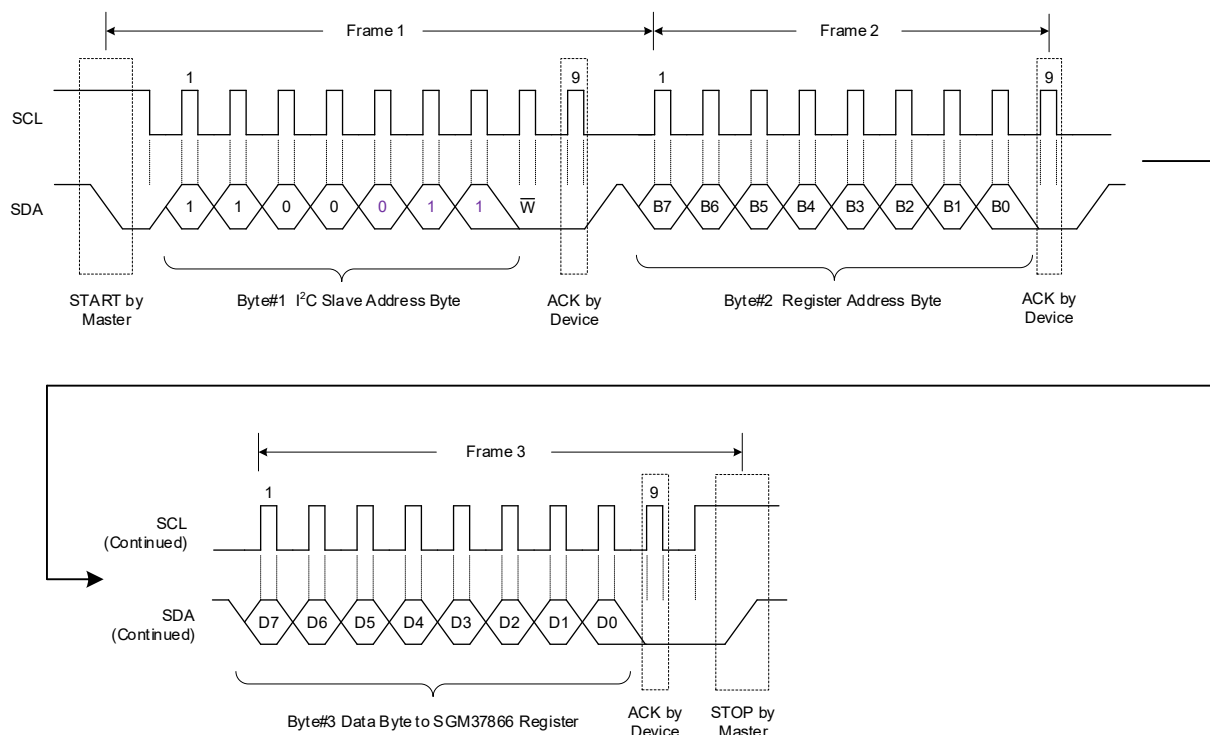 Frame 1
Frame 2
1
9
1
9
SCL
SDA
1 1 0 0 0 1 1 W̅ B7 B6 B5 B4 B3 B2 B1 B0
START by
Master
Byte#1 I²C Slave Address Byte
ACK by
Device
Byte#2 Register Address Byte
ACK by
Device
Frame 3
1
9
SCL
(Continued)
SDA
(Continued)
D7 D6 D5 D4 D3 D2 D1 D0
Byte#3 Data Byte to SGM37866 Register
ACK by
Device
STOP by
Master